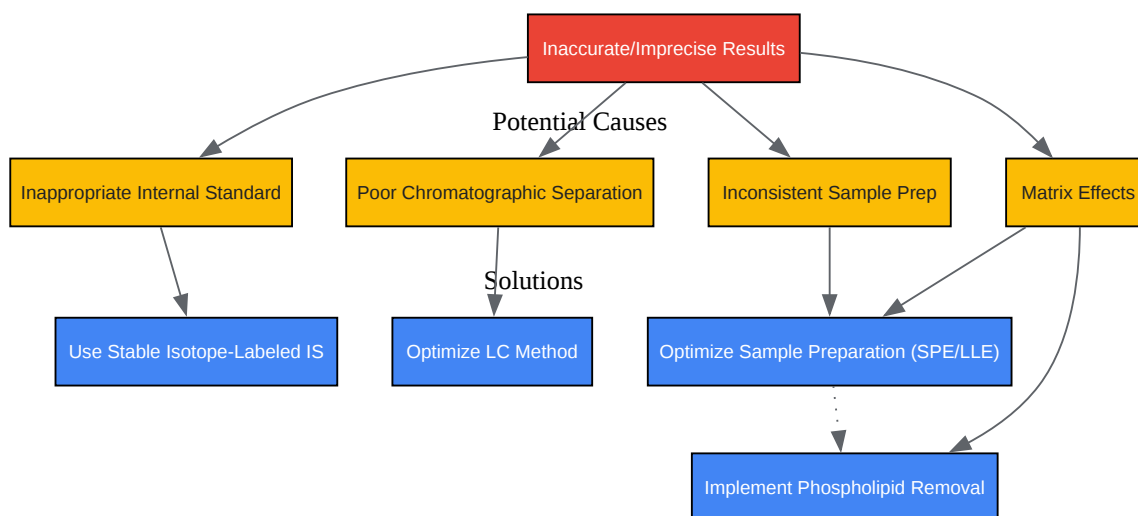 Inaccurate/Imprecise Results
Potential Causes
Inappropriate Internal Standard
Poor Chromatographic Separation
Inconsistent Sample Prep
Matrix Effects
Solutions
Use Stable Isotope-Labeled IS
Optimize LC Method
Optimize Sample Preparation (SPE/LLE)
Implement Phospholipid Removal